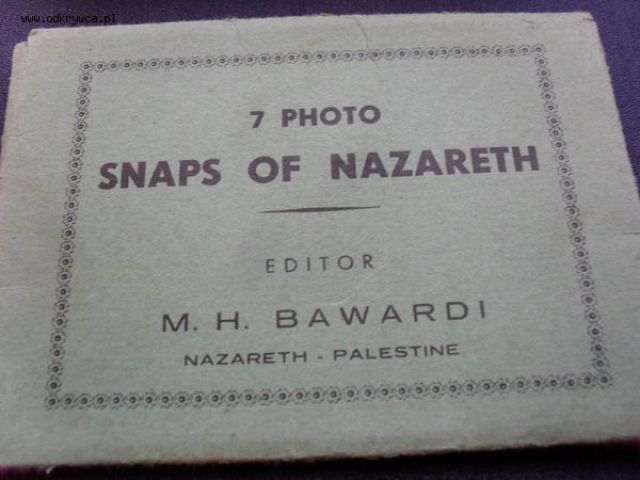 www.odkrywca.pl
7 PHOTO
SNAPS OF NAZARETH
EDITOR
M. H. BAWARDI
NAZARETH - PALESTINE